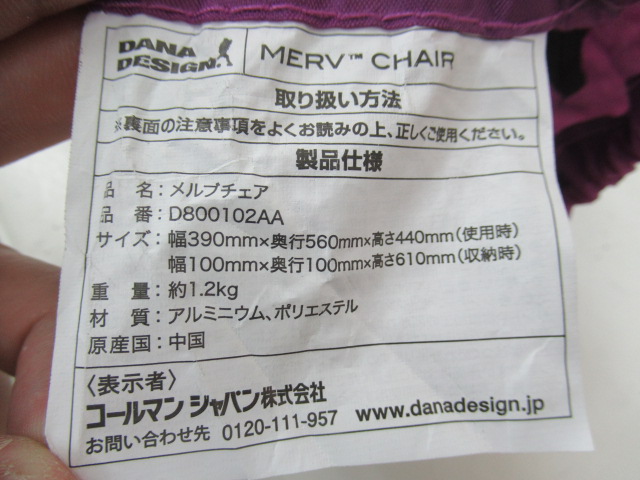 DANA DESIGN® MERV™ CHAIR
取り扱い方法
※裏面の注意事項をよくお読みの上、正しくご使用ください。
製品仕様
品 名：メルブチェア
品 番：D800102AA
サイズ：幅390mm×奥行560mm×高さ440mm（使用時）
幅100mm×奥行100mm×高さ610mm（収納時）
重 量：約1.2kg
材 質：アルミニウム、ポリエステル
原産国：中国
〈表示者〉
コールマン ジャパン株式会社
お問い合わせ先 0120-111-957 www.danadesign.jp